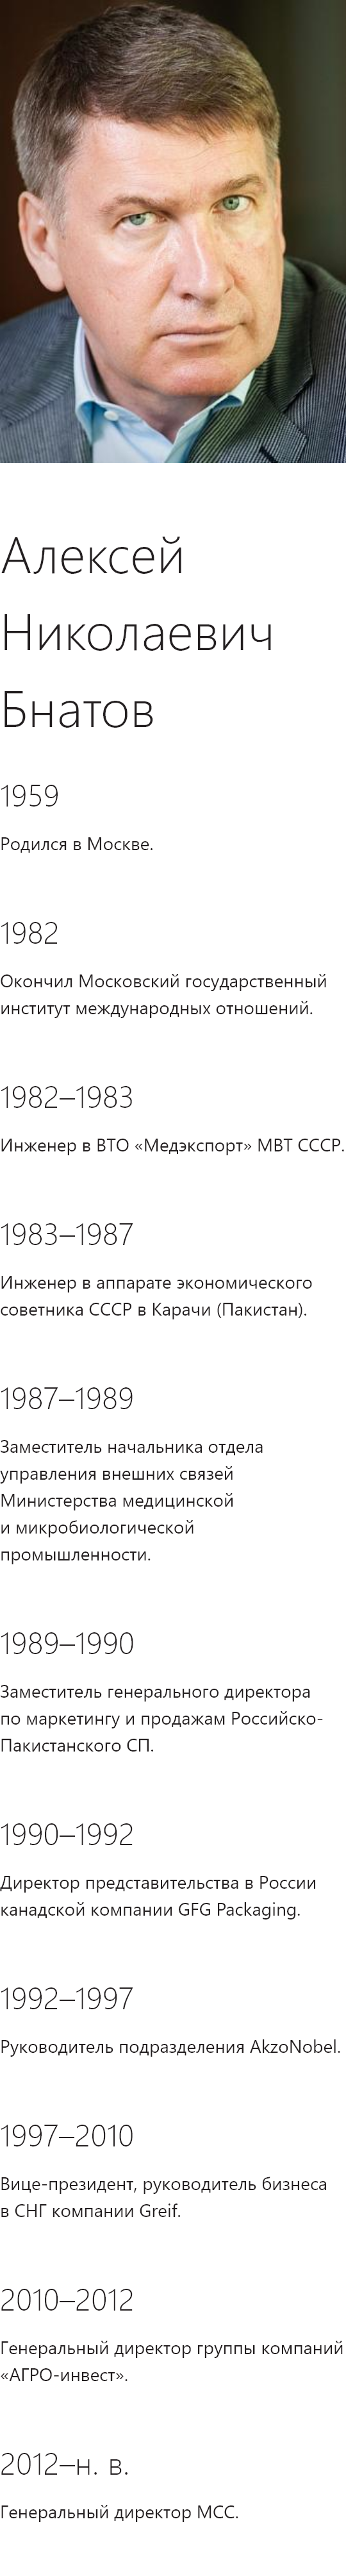 Алексей
Николаевич
Бнатов
1959
Родился в Москве.
1982
Окончил Московский государственный
институт международных отношений.
1982–1983
Инженер в ВТО «Медэкспорт» МВТ СССР.
1983–1987
Инженер в аппарате экономического
советника СССР в Карачи (Пакистан).
1987–1989
Заместитель начальника отдела
управления внешних связей
Министерства медицинской
и микробиологической
промышленности.
1989–1990
Заместитель генерального директора
по маркетингу и продажам Российско-
Пакистанского СП.
1990–1992
Директор представительства в России
канадской компании GFG Packaging.
1992–1997
Руководитель подразделения AkzoNobel.
1997–2010
Вице-президент, руководитель бизнеса
в СНГ компании Greif.
2010–2012
Генеральный директор группы компаний
«АГРО-инвест».
2012–н. в.
Генеральный директор МСС.